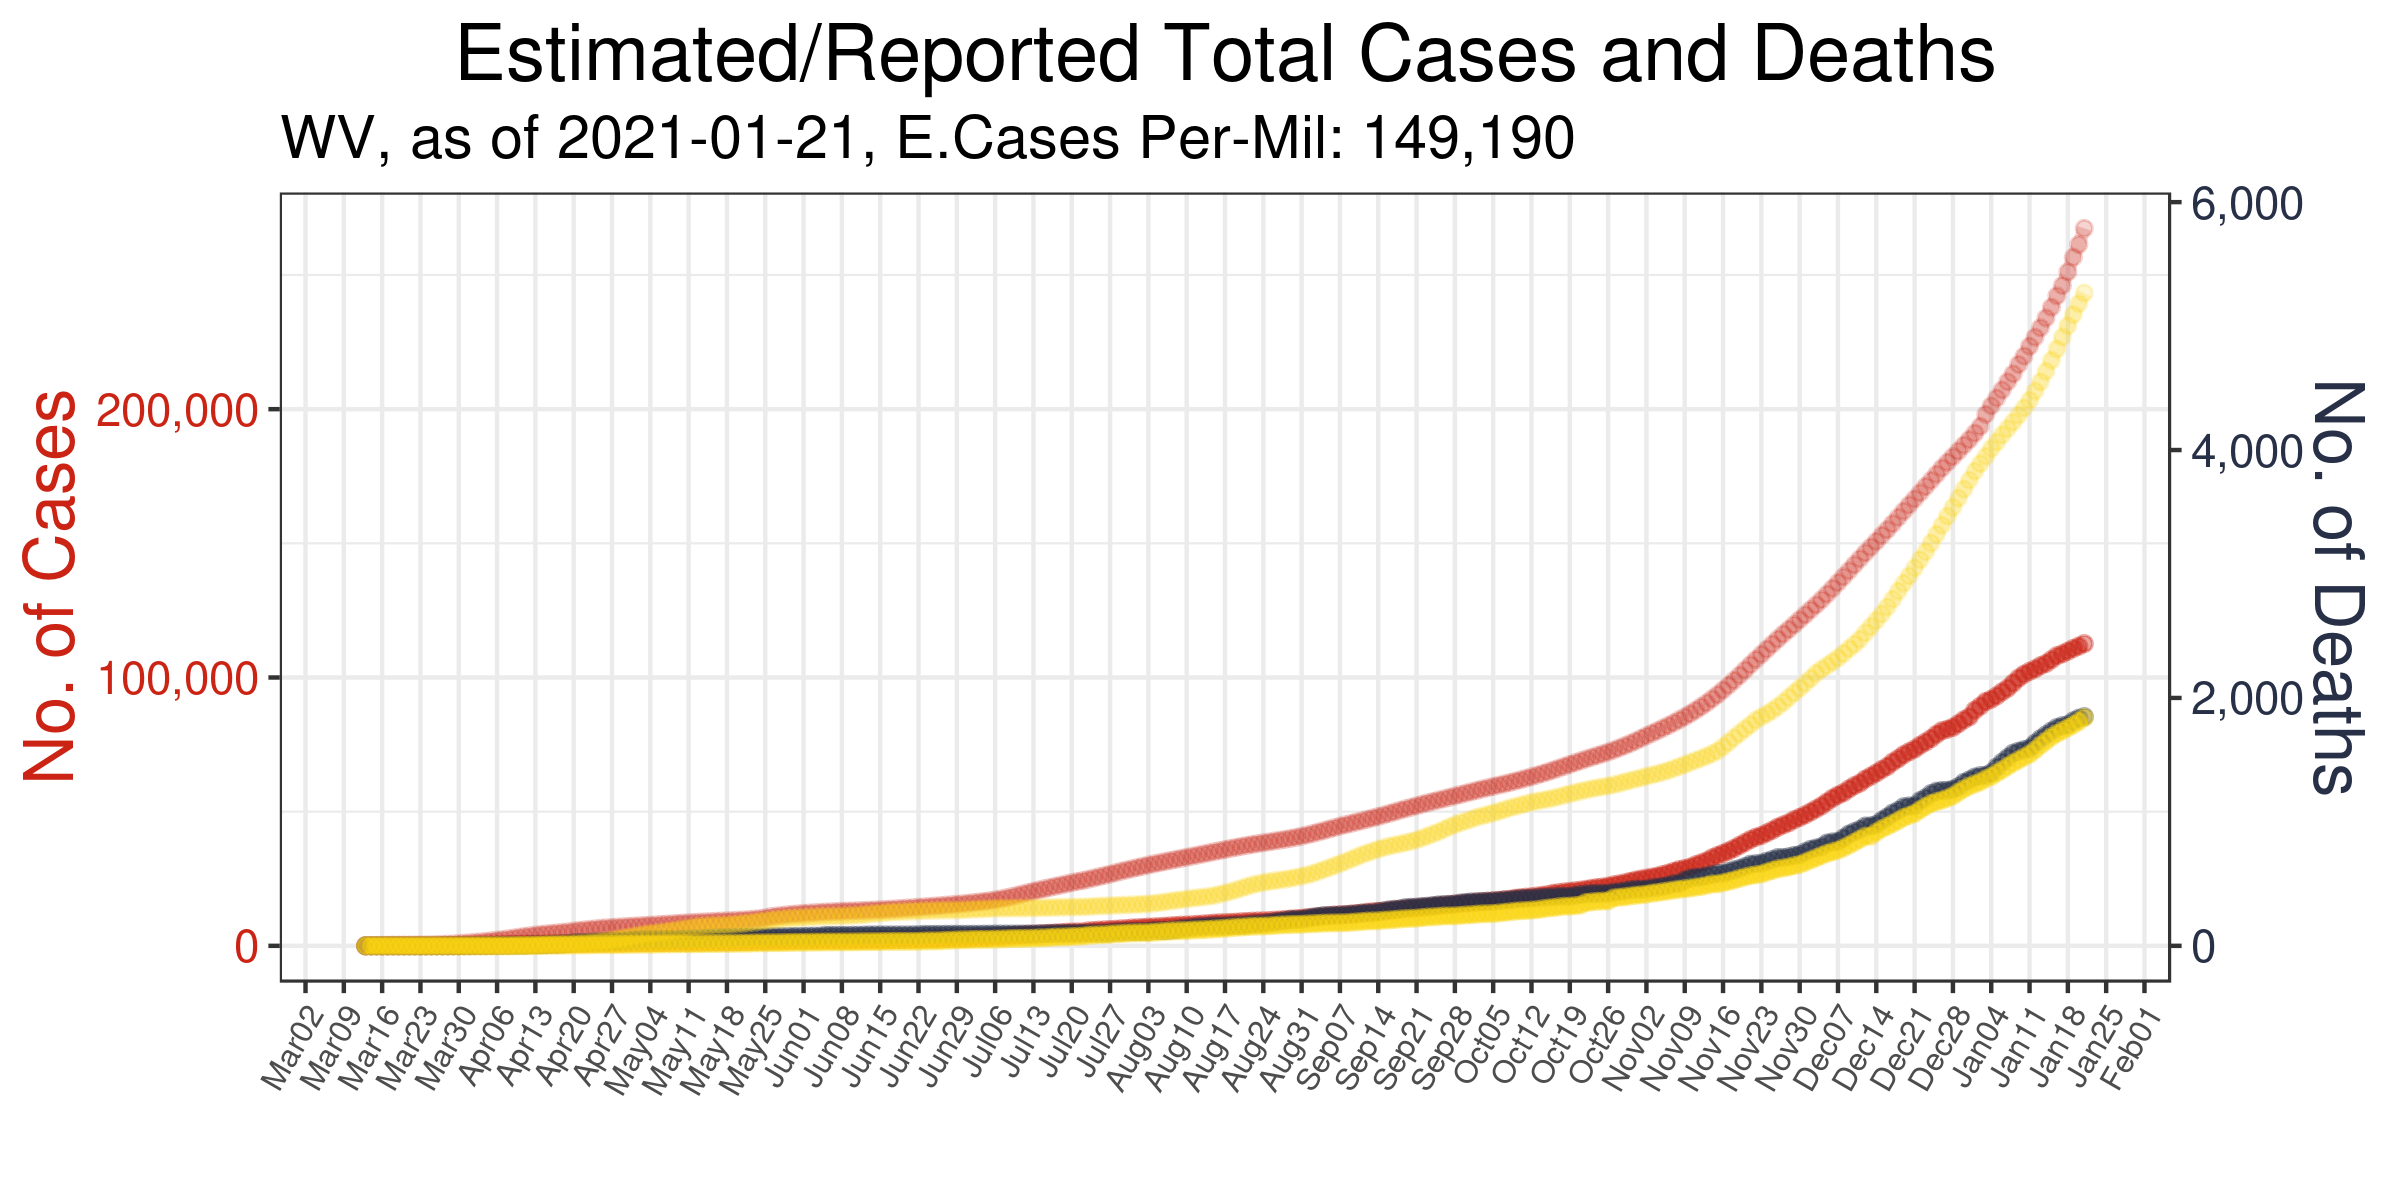 Estimated/Reported Total Cases and Deaths
WV, as of 2021-01-21, E.Cases Per-Mil: 149,190
No. of Cases
200,000
100,000
0
6,000
4,000
2,000
0
No. of Deaths
Mar02
Mar09
Mar16
Mar23
Mar30
Apr06
Apr13
Apr20
Apr27
May04
May11
May18
May25
Jun01
Jun08
Jun15
Jun22
Jun29
Jul06
Jul13
Jul20
Jul27
Aug03
Aug10
Aug17
Aug24
Aug31
Sep07
Sep14
Sep21
Sep28
Oct05
Oct12
Oct19
Oct26
Nov02
Nov09
Nov16
Nov23
Nov30
Dec07
Dec14
Dec21
Dec28
Jan04
Jan11
Jan18
Jan25
Feb01